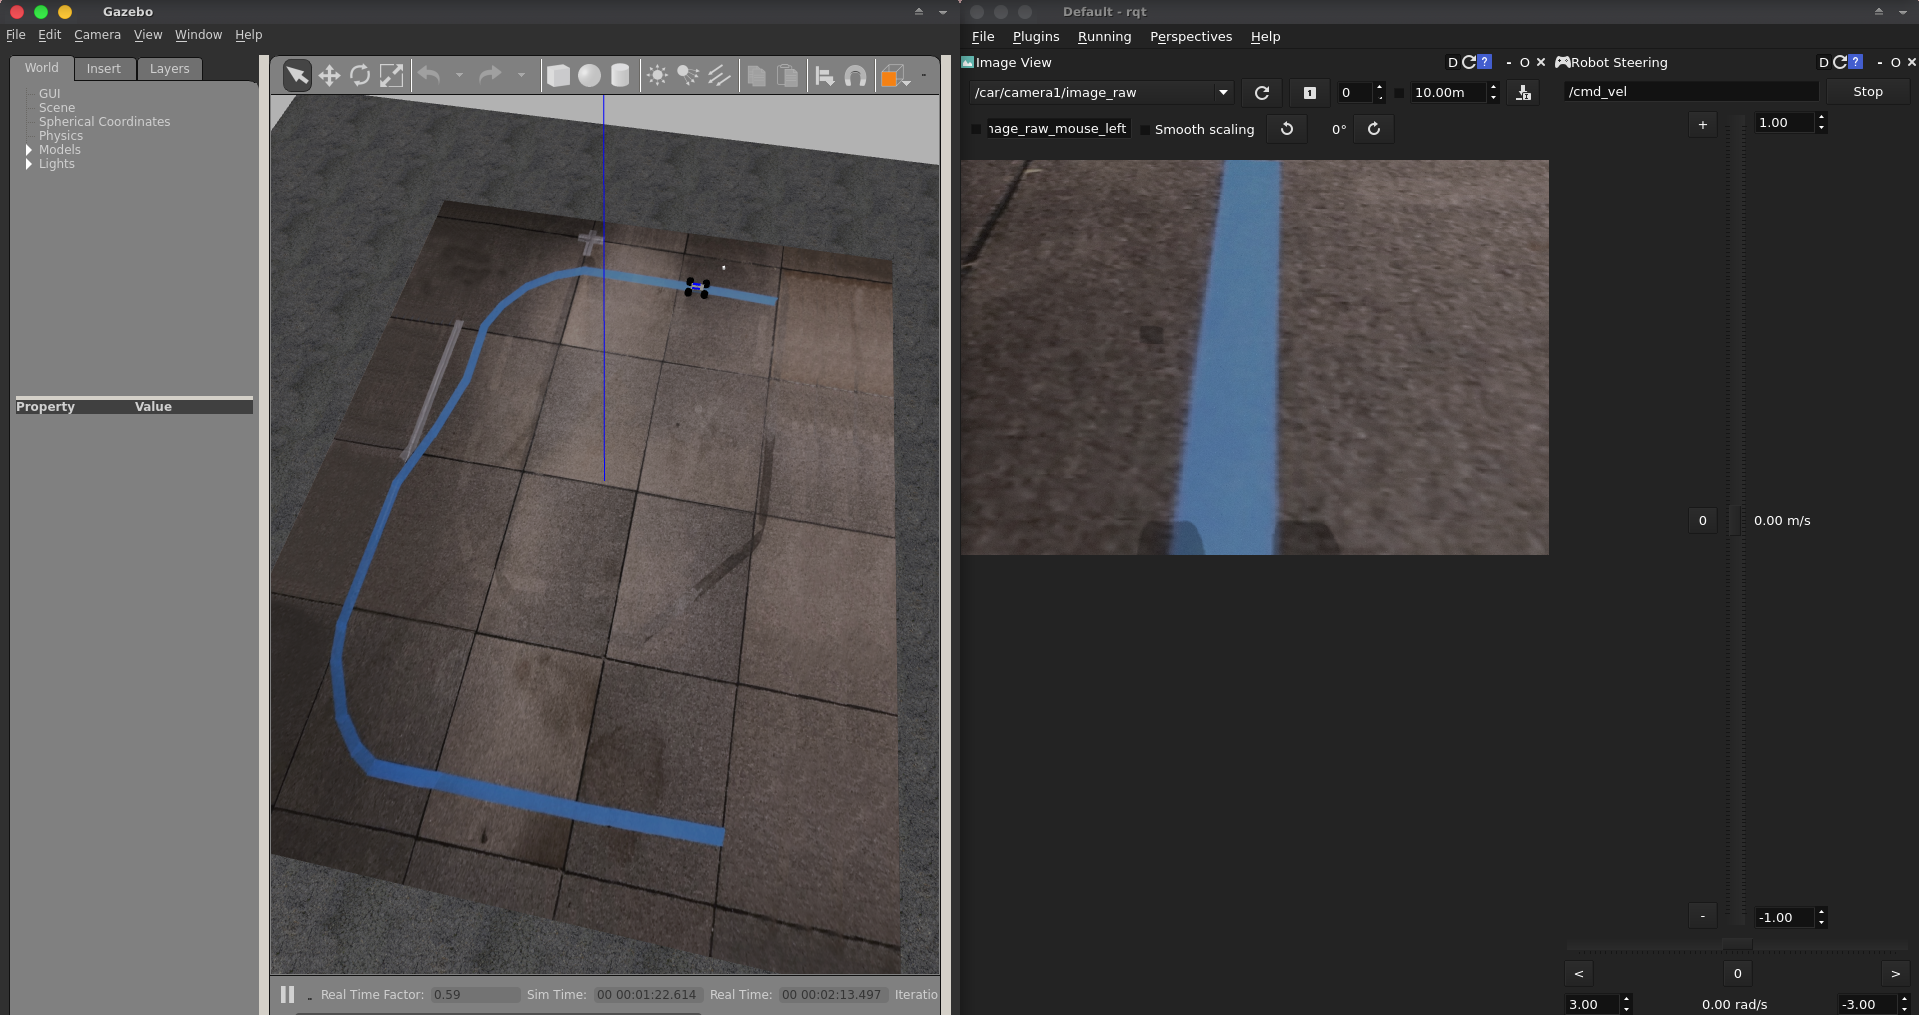 Gazebo
File Edit Camera View Window Help
World Insert Layers
GUI
Scene
Spherical Coordinates
Physics
Models
Lights
Property Value
Real Time Factor: 0.59 Sim Time: 00 00:01:22.614 Real Time: 00 00:02:13.497 Iteratio
Default - rqt
File Plugins Running Perspectives Help
Image View D ? - O ×
/car/camera1/image_raw 1 0 10.00m
nage_raw_mouse_left Smooth scaling 0°
Robot Steering D ? - O ×
/cmd_vel Stop
+ 1.00
0 0.00 m/s
- -1.00
< 0 >
3.00 0.00 rad/s -3.00